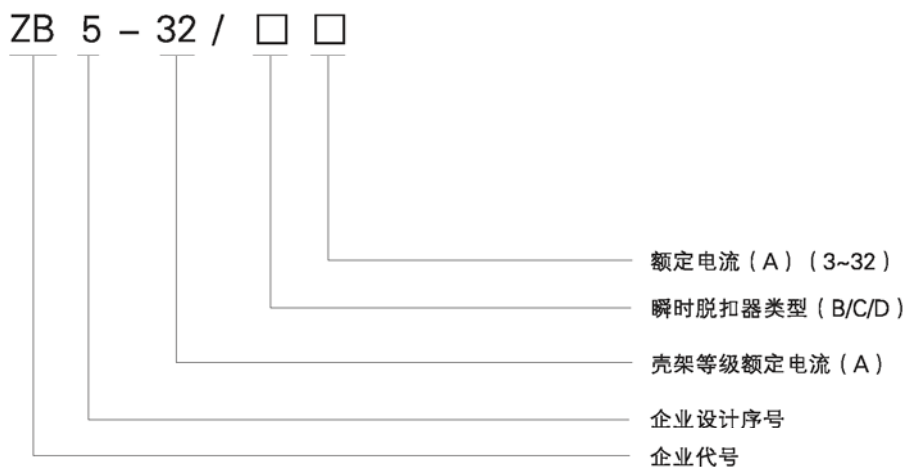 ZB 5 – 32 / □ □
额定电流（A）（3~32）
瞬时脱扣器类型（B/C/D）
壳架等级额定电流（A）
企业设计序号
企业代号